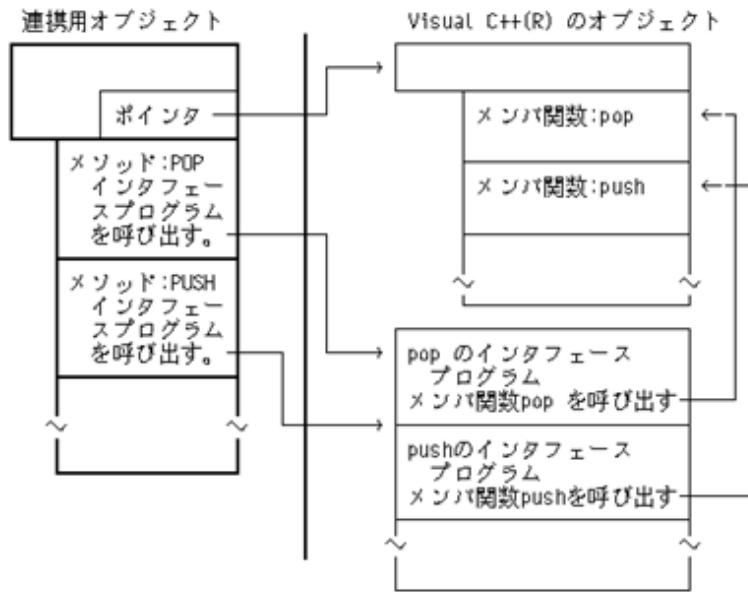 連携用オブジェクト
ポインタ
メソッド:POP
インタフェー
スプログラム
を呼び出す。
メソッド:PUSH
インタフェー
スプログラム
を呼び出す。
Visual C++(R) のオブジェクト
メンバ関数:pop
メンバ関数:push
pop のインタフェース
プログラム
メンバ関数pop を呼び出す
pushのインタフェース
プログラム
メンバ関数pushを呼び出す